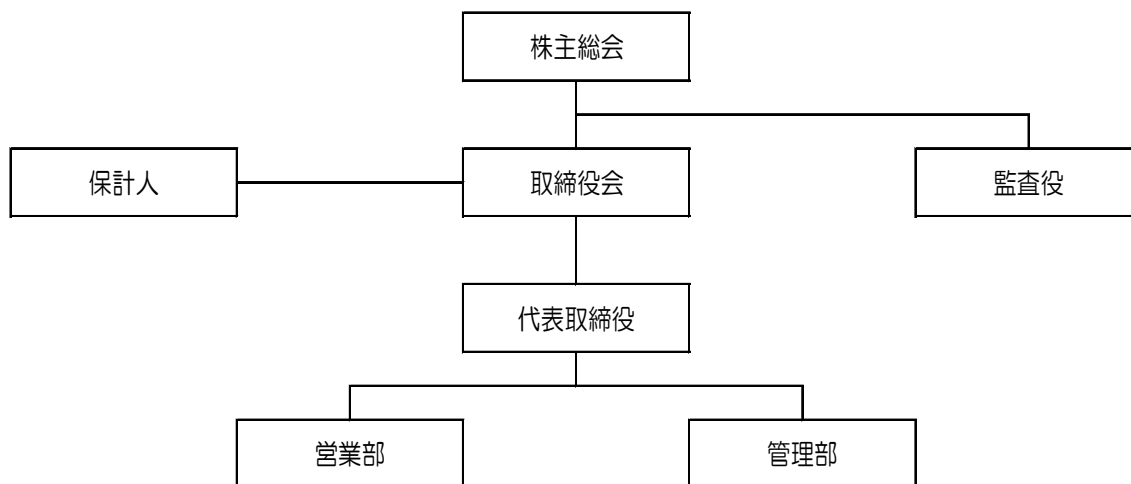 株主総会
保計人
取締役会
監査役
代表取締役
営業部
管理部